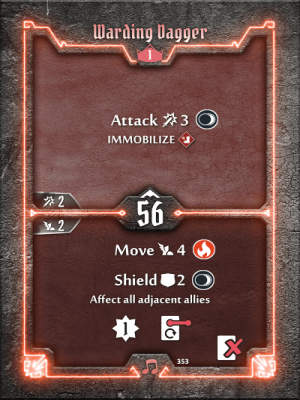 Warding Dagger
1
Attack 3
IMMOBILIZE
2
56
2
Move 4
Shield 2
Affect all adjacent allies
1
353